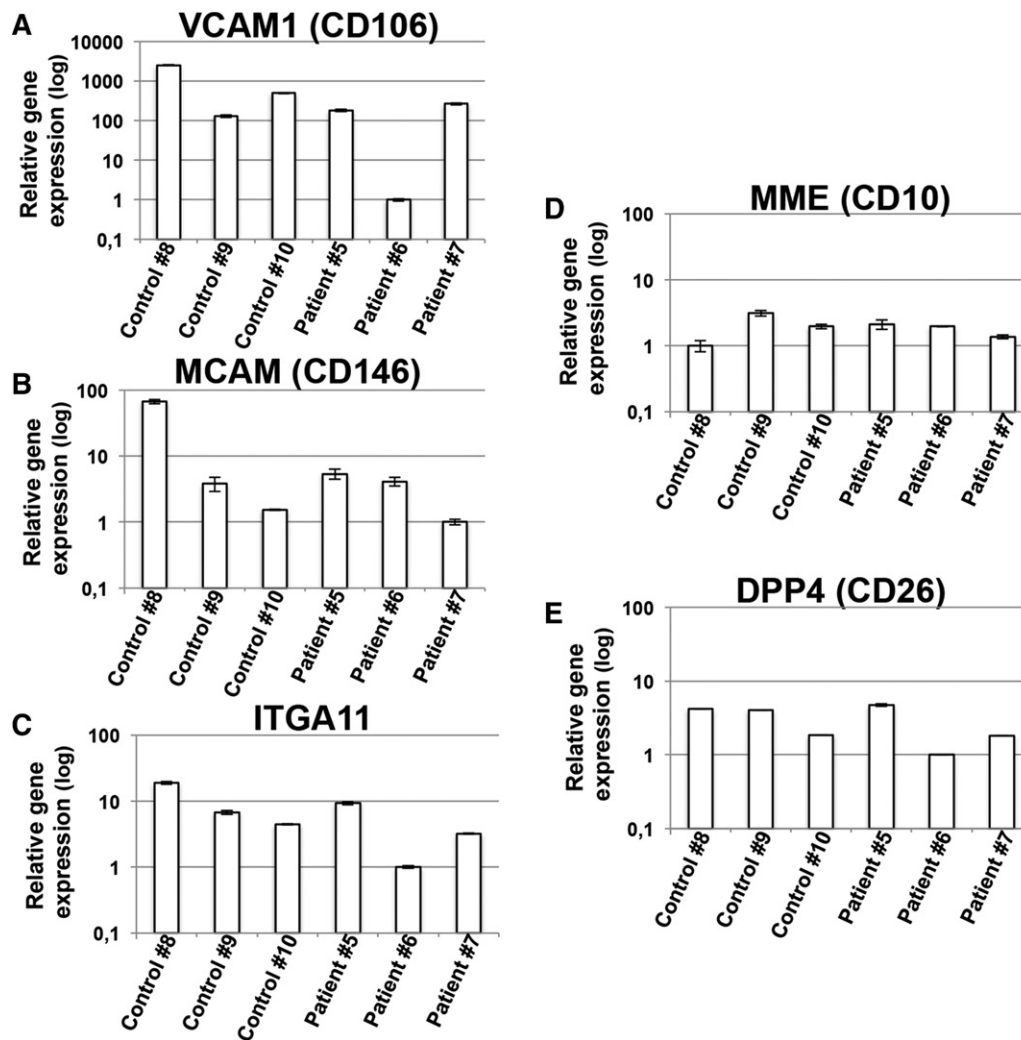 A
VCAM1 (CD106)
Relative gene
expression (log)
10000
1000
100
10
1
0,1
Control #8
Control #9
Control #10
Patient #5
Patient #6
Patient #7
B
MCAM (CD146)
Relative gene
expression (log)
100
10
1
0,1
Control #8
Control #9
Control #10
Patient #5
Patient #6
Patient #7
C
ITGA11
Relative gene
expression (log)
100
10
1
0,1
Control #8
Control #9
Control #10
Patient #5
Patient #6
Patient #7
D
MME (CD10)
Relative gene
expression (log)
100
10
1
0,1
Control #8
Control #9
Control #10
Patient #5
Patient #6
Patient #7
E
DPP4 (CD26)
Relative gene
expression (log)
100
10
1
0,1
Control #8
Control #9
Control #10
Patient #5
Patient #6
Patient #7